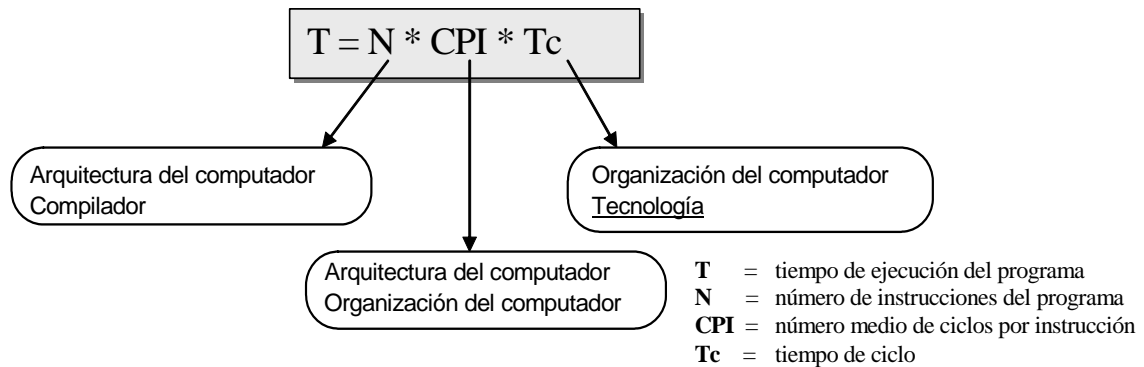 T = N * CPI * Tc
Arquitectura del computador
Compilador
Organización del computador
Tecnología
Arquitectura del computador
Organización del computador
T = tiempo de ejecución del programa
N = número de instrucciones del programa
CPI = número medio de ciclos por instrucción
Tc = tiempo de ciclo